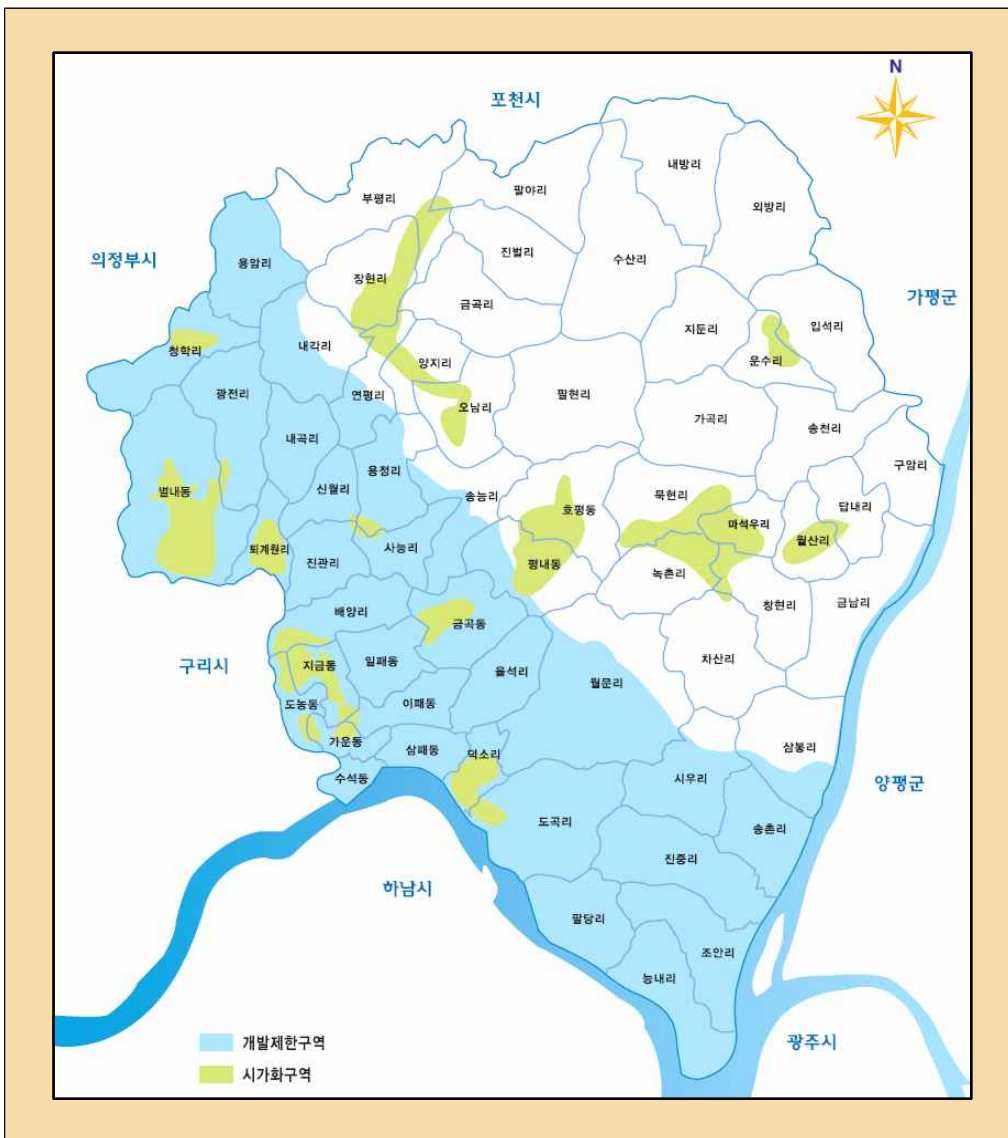 N
포천시
내방리
팔야리
부평리
외방리
진벌리
의정부시
용암리
수산리
장현리
가평군
금곡리
지둔리
입석리
내각리
청학리
양지리
운수리
광전리
연평리
팔현리
오남리
가곡리
송천리
내곡리
용정리
구암리
신월리
별내동
송능리
묵현리
호평동
답내리
마석우리
월산리
퇴계원리
사능리
진관리
평내동
녹촌리
배양리
금곡동
창현리
금남리
구리시
지금동
일패동
율석리
차산리
월문리
도농동
이패동
가운동
삼패동
덕소리
삼봉리
수석동
시우리
양평군
도곡리
송촌리
진중리
하남시
팔당리
조안리
능내리
개발제한구역
광주시
시가화구역